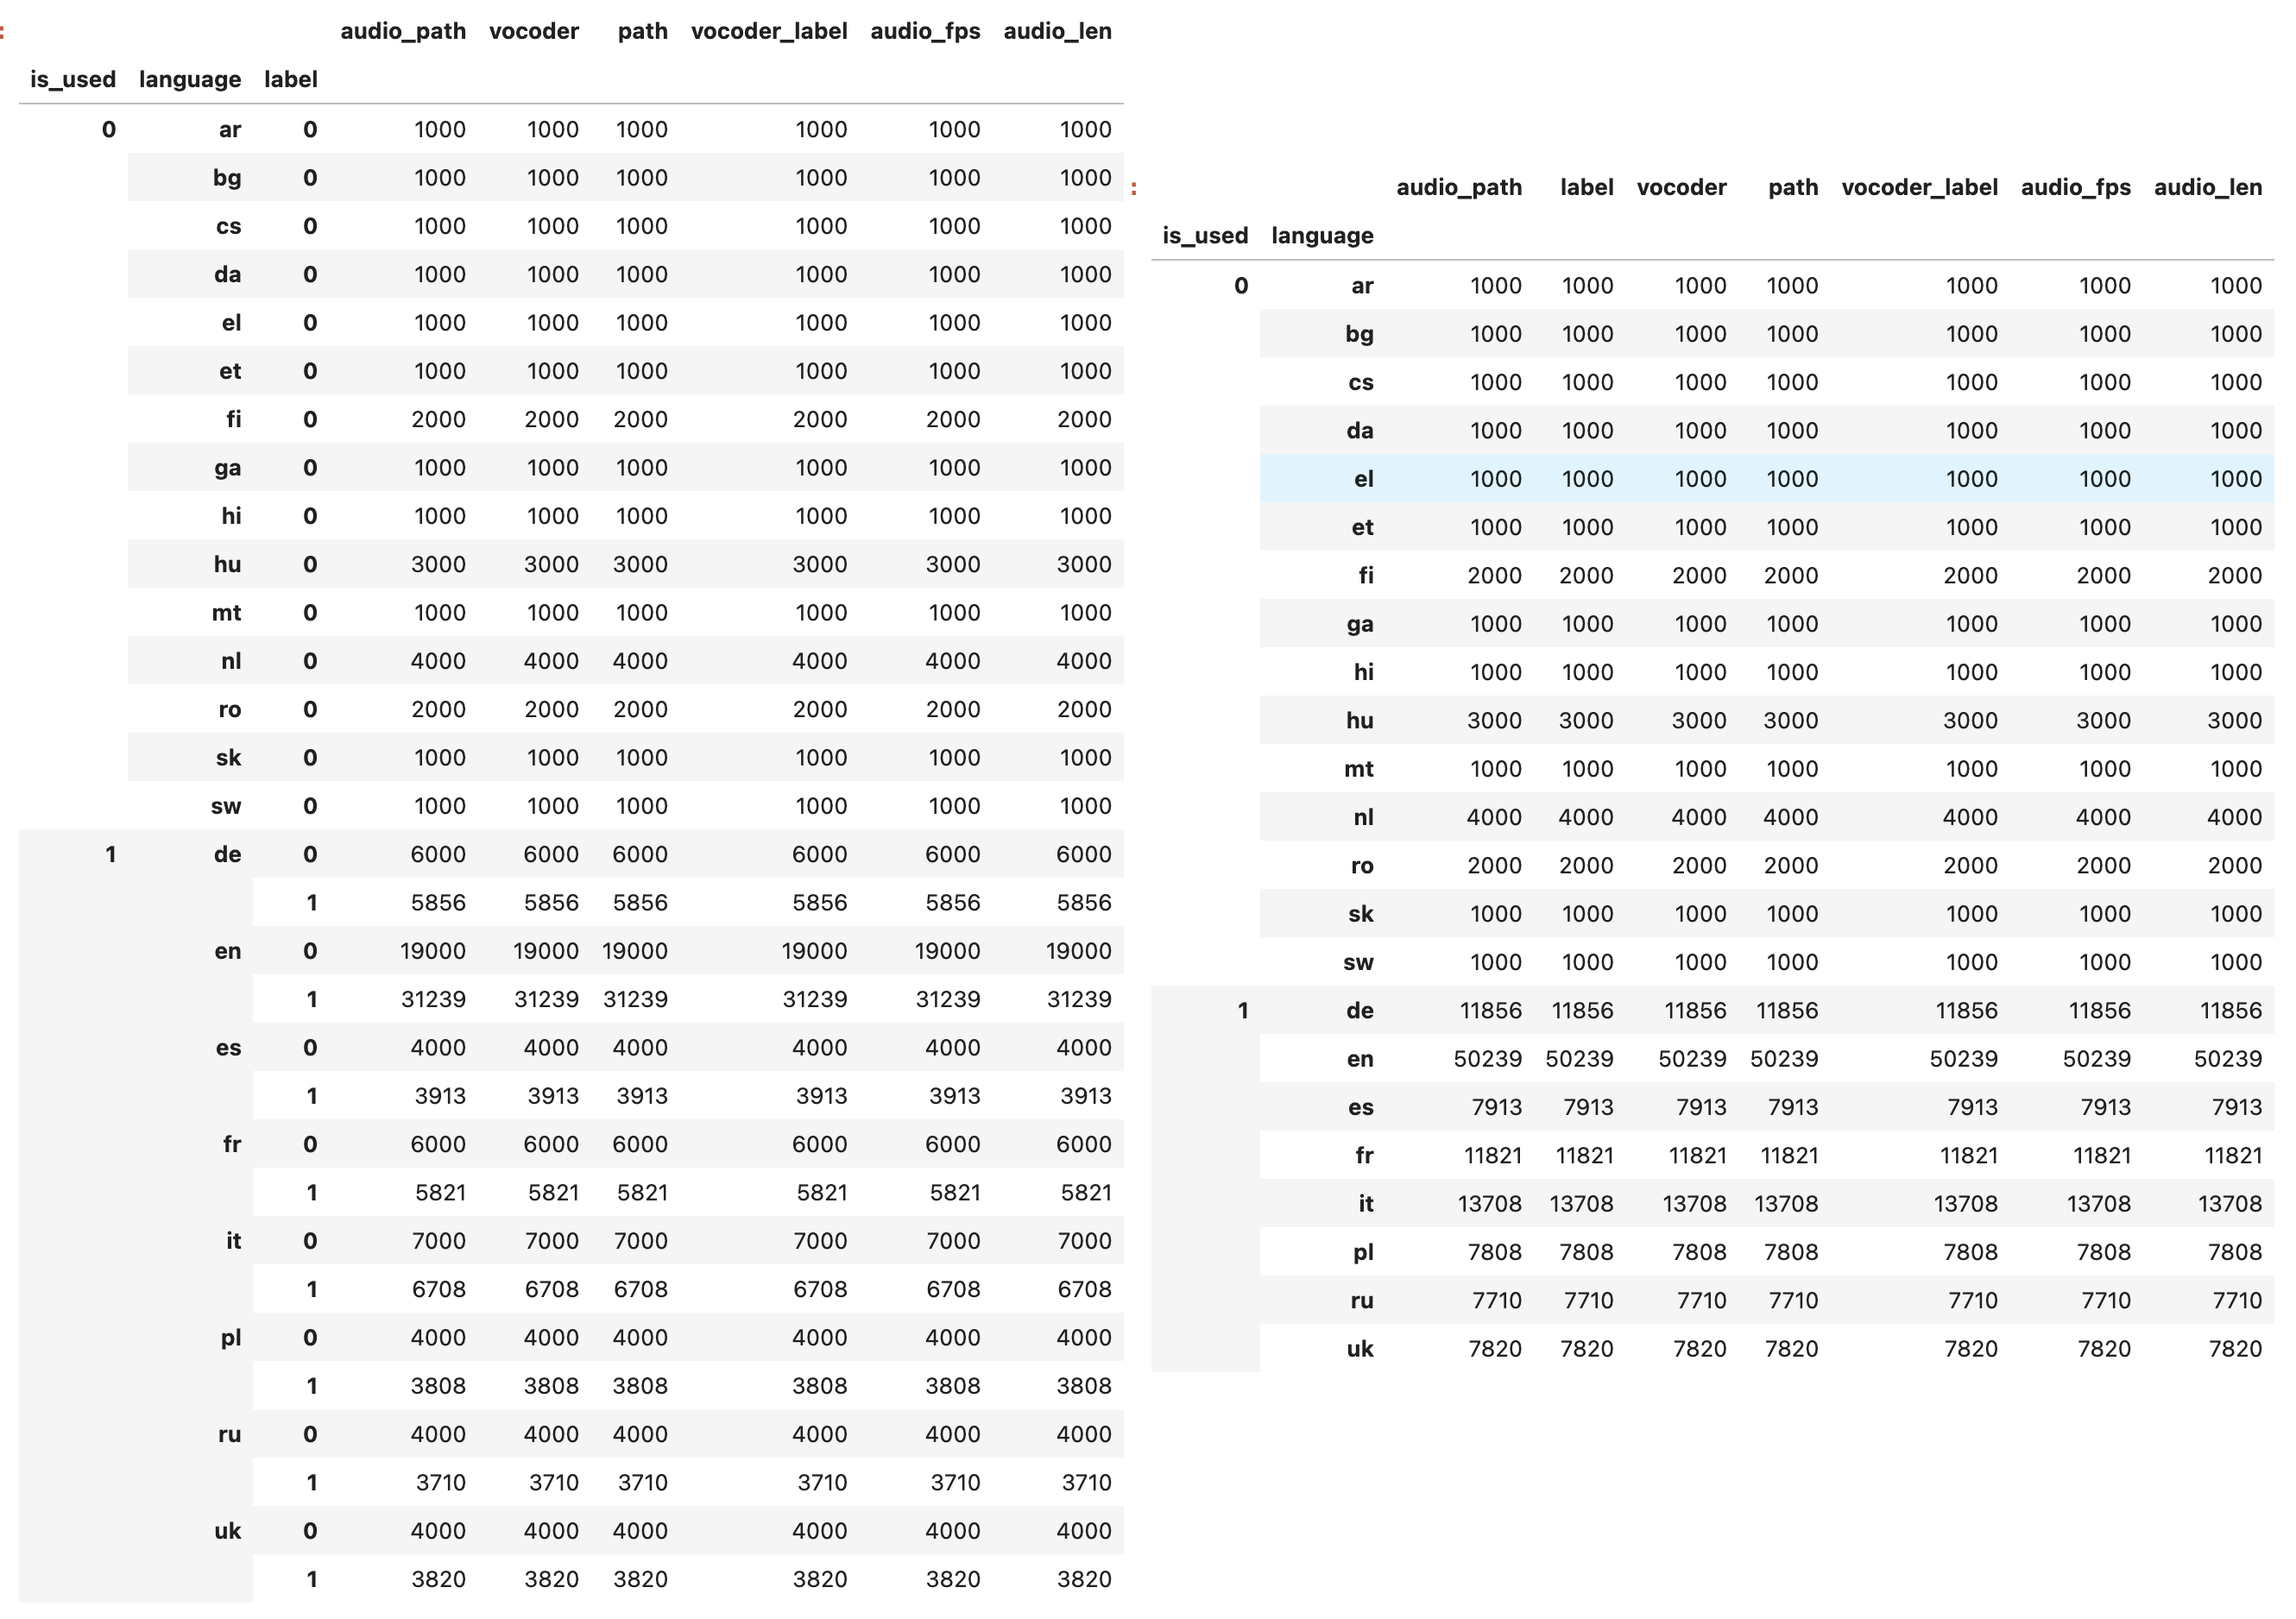 :
audio_path vocoder path vocoder_label audio_fps audio_len
is_used language label
0 ar 0 1000 1000 1000 1000 1000 1000
bg 0 1000 1000 1000 1000 1000 1000
cs 0 1000 1000 1000 1000 1000 1000
da 0 1000 1000 1000 1000 1000 1000
el 0 1000 1000 1000 1000 1000 1000
et 0 1000 1000 1000 1000 1000 1000
fi 0 2000 2000 2000 2000 2000 2000
ga 0 1000 1000 1000 1000 1000 1000
hi 0 1000 1000 1000 1000 1000 1000
hu 0 3000 3000 3000 3000 3000 3000
mt 0 1000 1000 1000 1000 1000 1000
nl 0 4000 4000 4000 4000 4000 4000
ro 0 2000 2000 2000 2000 2000 2000
sk 0 1000 1000 1000 1000 1000 1000
sw 0 1000 1000 1000 1000 1000 1000
1 de 0 6000 6000 6000 6000 6000 6000
1 5856 5856 5856 5856 5856 5856
en 0 19000 19000 19000 19000 19000 19000
1 31239 31239 31239 31239 31239 31239
es 0 4000 4000 4000 4000 4000 4000
1 3913 3913 3913 3913 3913 3913
fr 0 6000 6000 6000 6000 6000 6000
1 5821 5821 5821 5821 5821 5821
it 0 7000 7000 7000 7000 7000 7000
1 6708 6708 6708 6708 6708 6708
pl 0 4000 4000 4000 4000 4000 4000
1 3808 3808 3808 3808 3808 3808
ru 0 4000 4000 4000 4000 4000 4000
1 3710 3710 3710 3710 3710 3710
uk 0 4000 4000 4000 4000 4000 4000
1 3820 3820 3820 3820 3820 3820
:
audio_path label vocoder path vocoder_label audio_fps audio_len
is_used language
0 ar 1000 1000 1000 1000 1000 1000 1000
bg 1000 1000 1000 1000 1000 1000 1000
cs 1000 1000 1000 1000 1000 1000 1000
da 1000 1000 1000 1000 1000 1000 1000
el 1000 1000 1000 1000 1000 1000 1000
et 1000 1000 1000 1000 1000 1000 1000
fi 2000 2000 2000 2000 2000 2000 2000
ga 1000 1000 1000 1000 1000 1000 1000
hi 1000 1000 1000 1000 1000 1000 1000
hu 3000 3000 3000 3000 3000 3000 3000
mt 1000 1000 1000 1000 1000 1000 1000
nl 4000 4000 4000 4000 4000 4000 4000
ro 2000 2000 2000 2000 2000 2000 2000
sk 1000 1000 1000 1000 1000 1000 1000
sw 1000 1000 1000 1000 1000 1000 1000
1 de 11856 11856 11856 11856 11856 11856 11856
en 50239 50239 50239 50239 50239 50239 50239
es 7913 7913 7913 7913 7913 7913 7913
fr 11821 11821 11821 11821 11821 11821 11821
it 13708 13708 13708 13708 13708 13708 13708
pl 7808 7808 7808 7808 7808 7808 7808
ru 7710 7710 7710 7710 7710 7710 7710
uk 7820 7820 7820 7820 7820 7820 7820